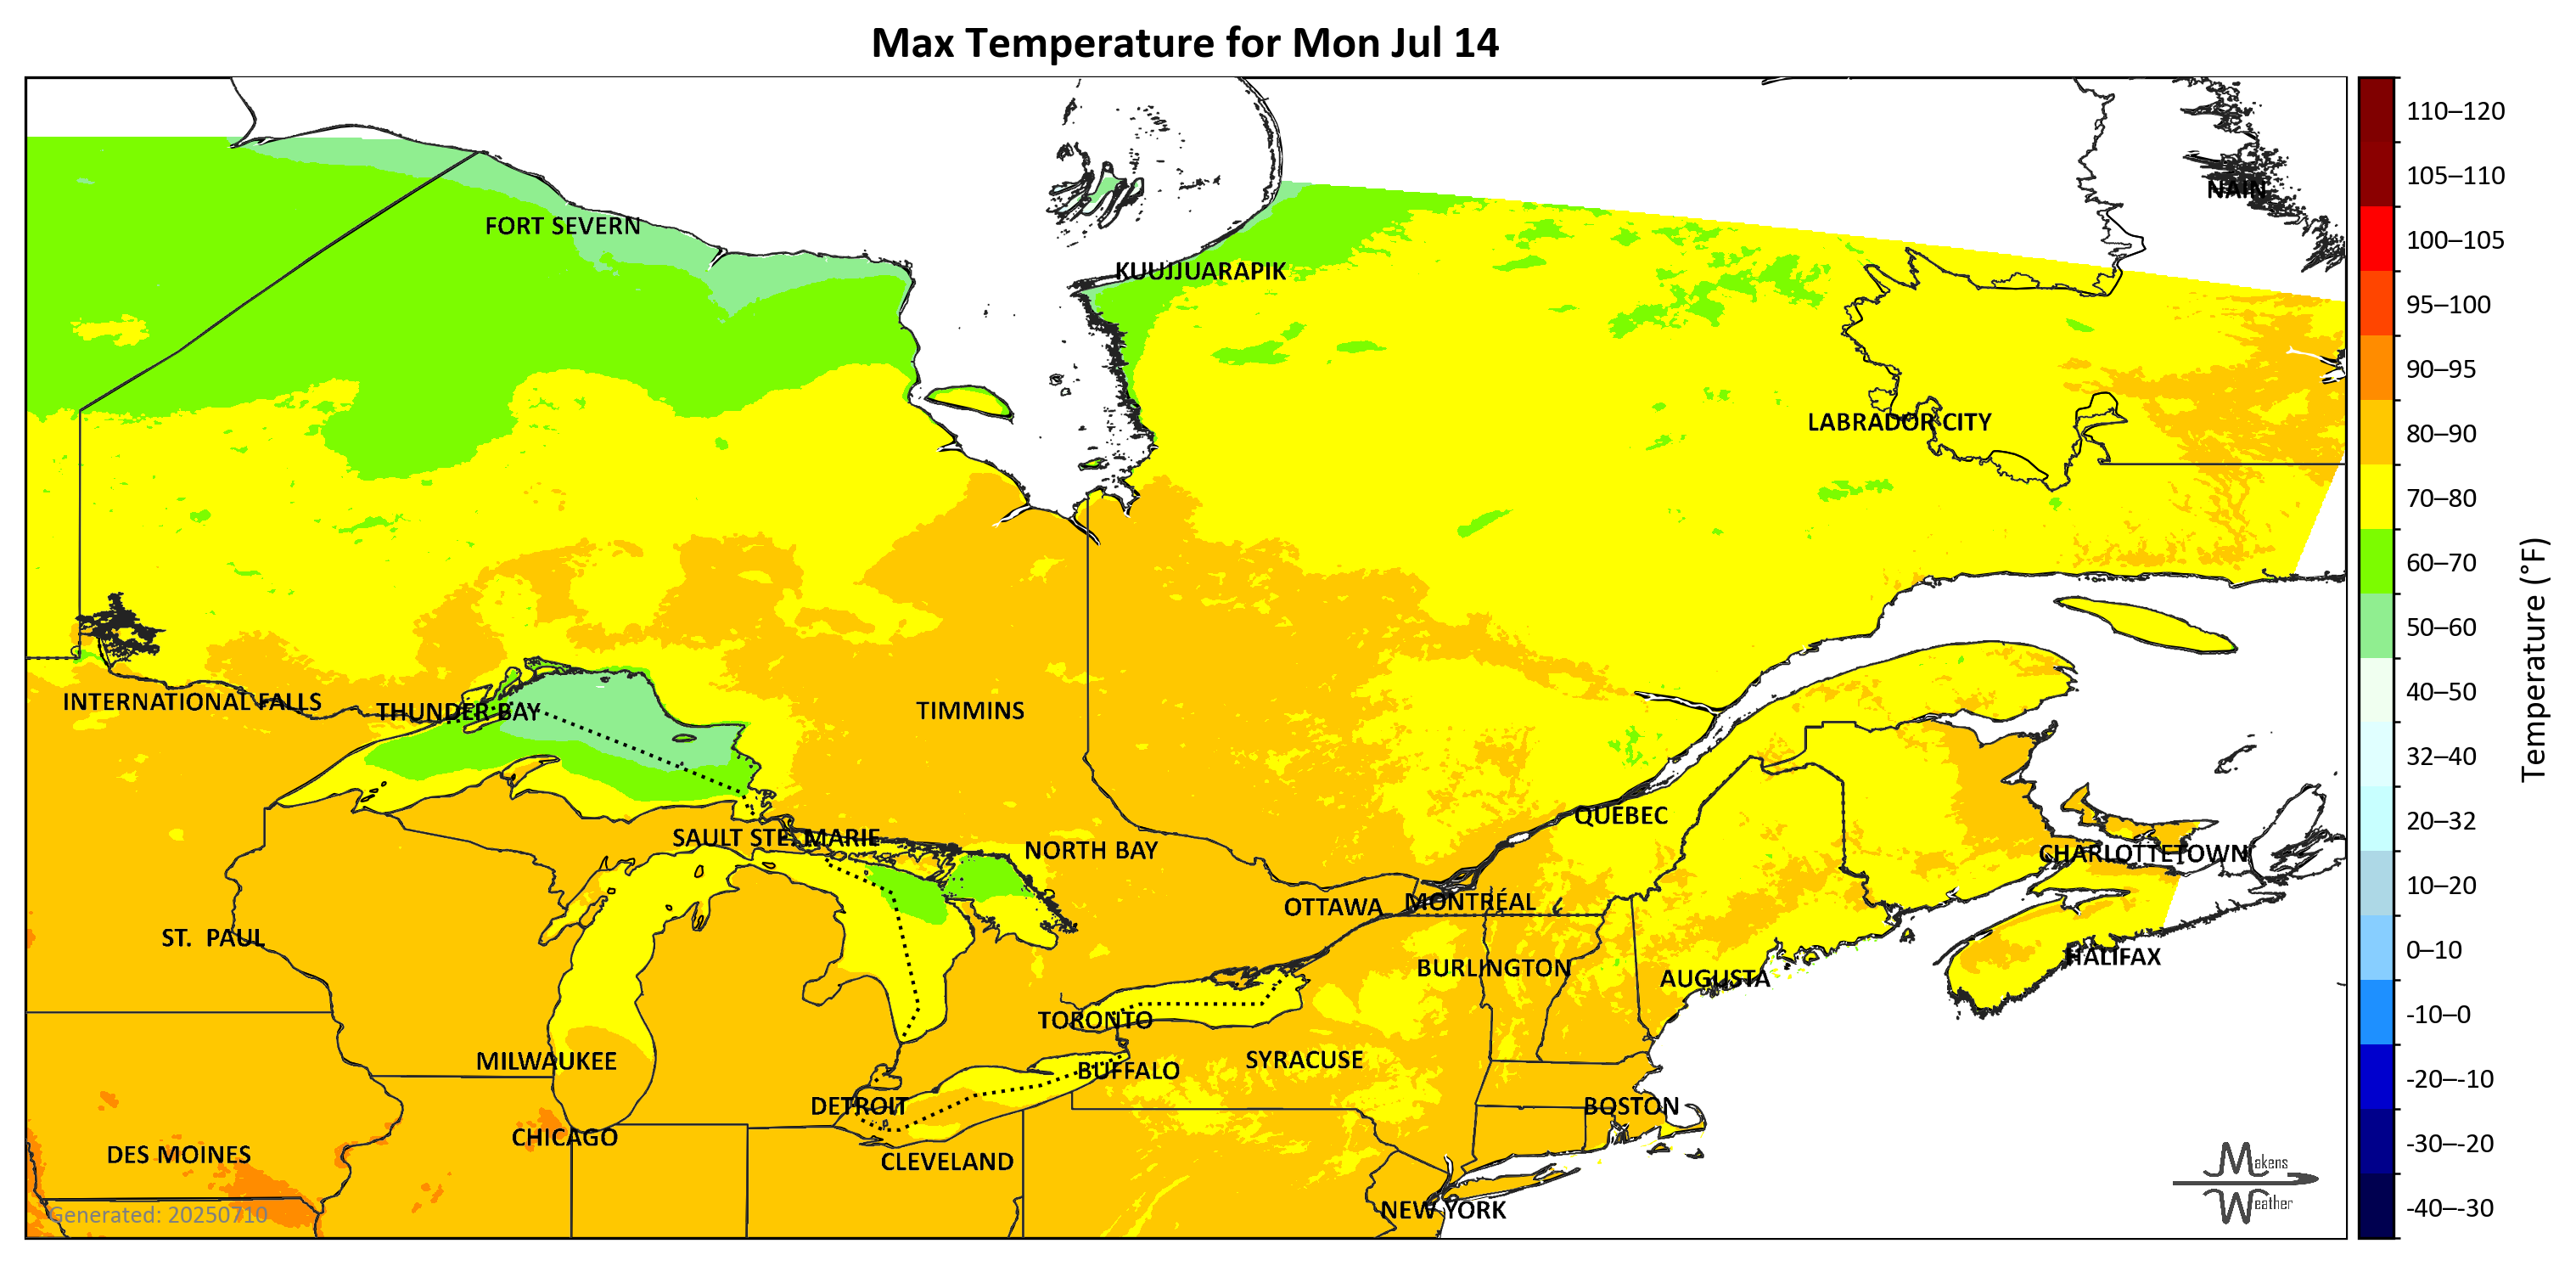 Max Temperature for Mon Jul 14
110–120
105–110
NAIN
FORT SEVERN
100–105
KUUJJUARAPIK
95–100
90–95
LABRADOR CITY
80–90
70–80
60–70
Temperature (°F)
50–60
40–50
INTERNATIONAL FALLS
THUNDER BAY
TIMMINS
32–40
QUEBEC
20–32
SAULT STE. MARIE
NORTH BAY
CHARLOTTETOWN
10–20
OTTAWA
MONTRÉAL
ST. PAUL
0–10
HALIFAX
BURLINGTON
AUGUSTA
-10–0
TORONTO
MILWAUKEE
SYRACUSE
BUFFALO
-20–-10
DETROIT
BOSTON
CHICAGO
-30–-20
DES MOINES
CLEVELAND
Makens
Weather
NEW YORK
-40–-30
Generated: 20250710